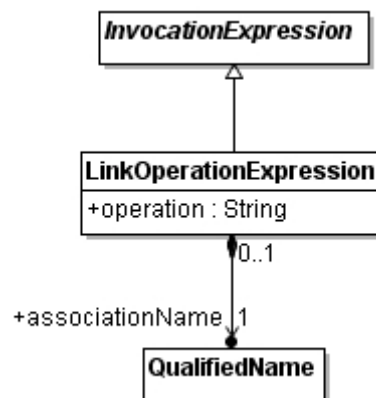 InvocationExpression
LinkOperationExpression
+operation : String
0..1
+associationName 1
QualifiedName